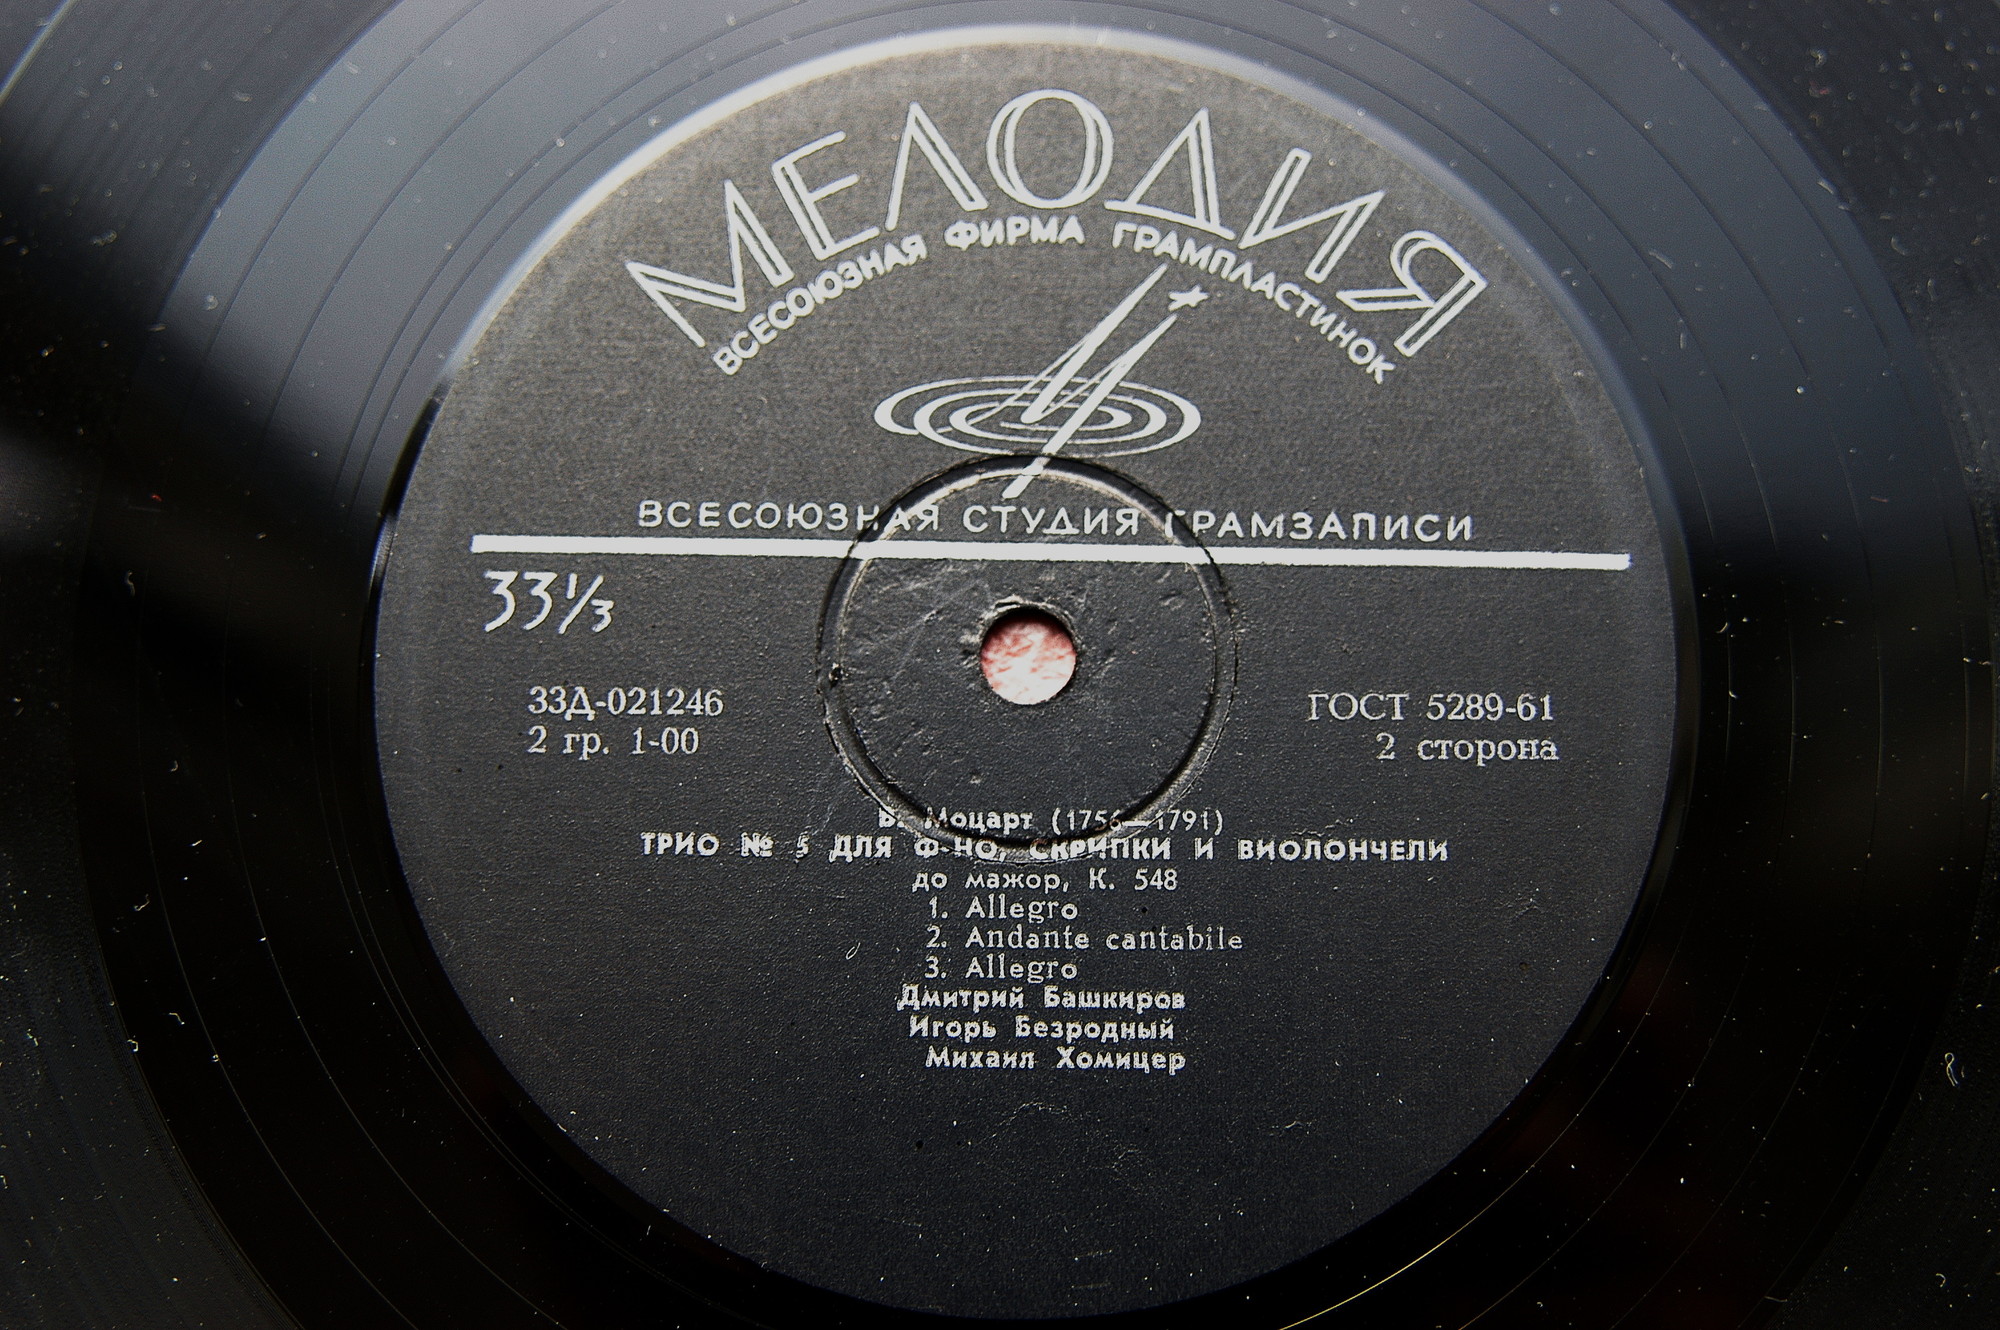 МЕЛОДИЯ
ВСЕСОЮЗНАЯ ФИРМА ГРАМПЛАСТИНОК
ВСЕСОЮЗНАЯ СТУДИЯ ГРАМЗАПИСИ
33⅓
33Д-021246
2 гр. 1-00
ГОСТ 5289-61
2 сторона
В. Моцарт (1756—1791)
ТРИО № 5 ДЛЯ Ф-НО, СКРИПКИ И ВИОЛОНЧЕЛИ
до мажор, К. 548
1. Allegro
2. Andante cantabile
3. Allegro
Дмитрий Башкиров
Игорь Безродный
Михаил Хомицер